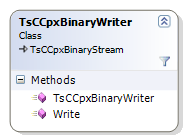 TsCCpxBinaryWriter
Class
TsCCpxBinaryStream
Methods
TsCCpxBinaryWriter
Write